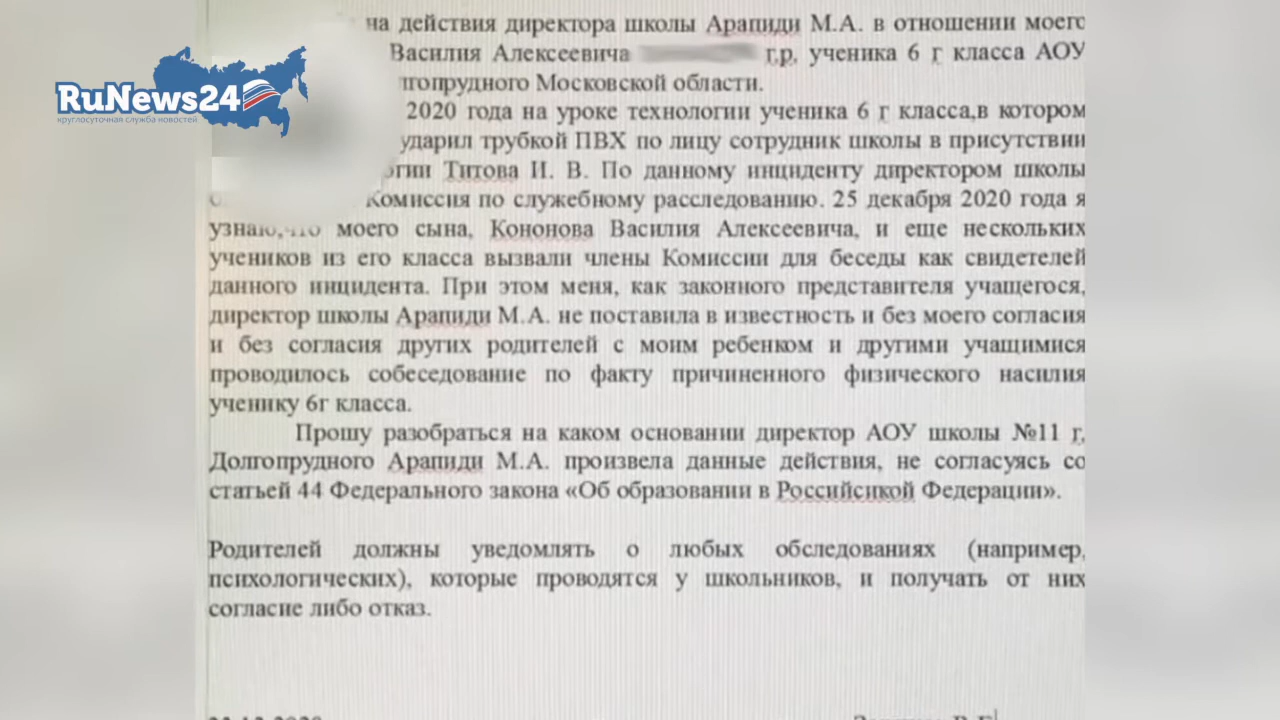 RuNews24
круглосуточная служба новостей
на действия директора школы Арапиди М.А. в отношении моего
Василия Алексеевича г.р. ученика 6 г класса АОУ
лгопрудного Московской области.
2020 года на уроке технологии ученика 6 г класса,в котором
ударил трубкой ПВХ по лицу сотрудник школы в присутствии
огии Титова И. В. По данному инциденту директором школы
Комиссия по служебному расследованию. 25 декабря 2020 года я
узнаю,что моего сына, Кононова Василия Алексеевича, и еще нескольких
учеников из его класса вызвали члены Комиссии для беседы как свидетелей
данного инцидента. При этом меня, как законного представителя учащегося,
директор школы Арапиди М.А. не поставила в известность и без моего согласия
и без согласия других родителей с моим ребенком и другими учащимися
проводилось собеседование по факту причиненного физического насилия
ученику 6г класса.
Прошу разобраться на каком основании директор АОУ школы №11 г.
Долгопрудного Арапиди М.А. произвела данные действия, не согласуясь со
статьей 44 Федерального закона «Об образовании в Российсикой Федерации».
Родителей должны уведомлять о любых обследованиях (например,
психологических), которые проводятся у школьников, и получать от них
согласие либо отказ.